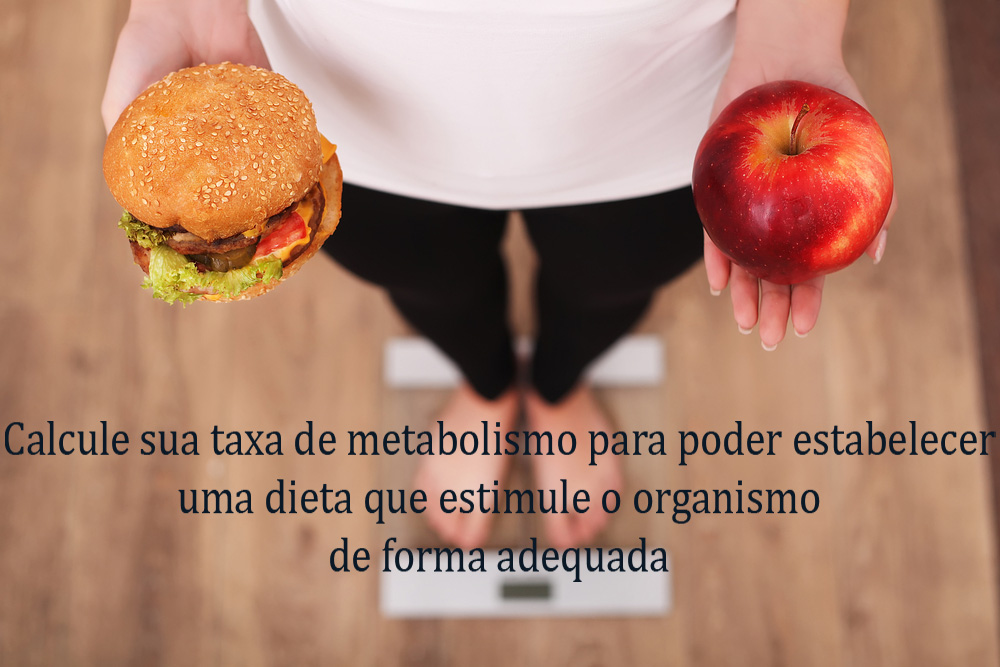 Calcule sua taxa de metabolismo para poder estabelecer
uma dieta que estimule o organismo
de forma adequada